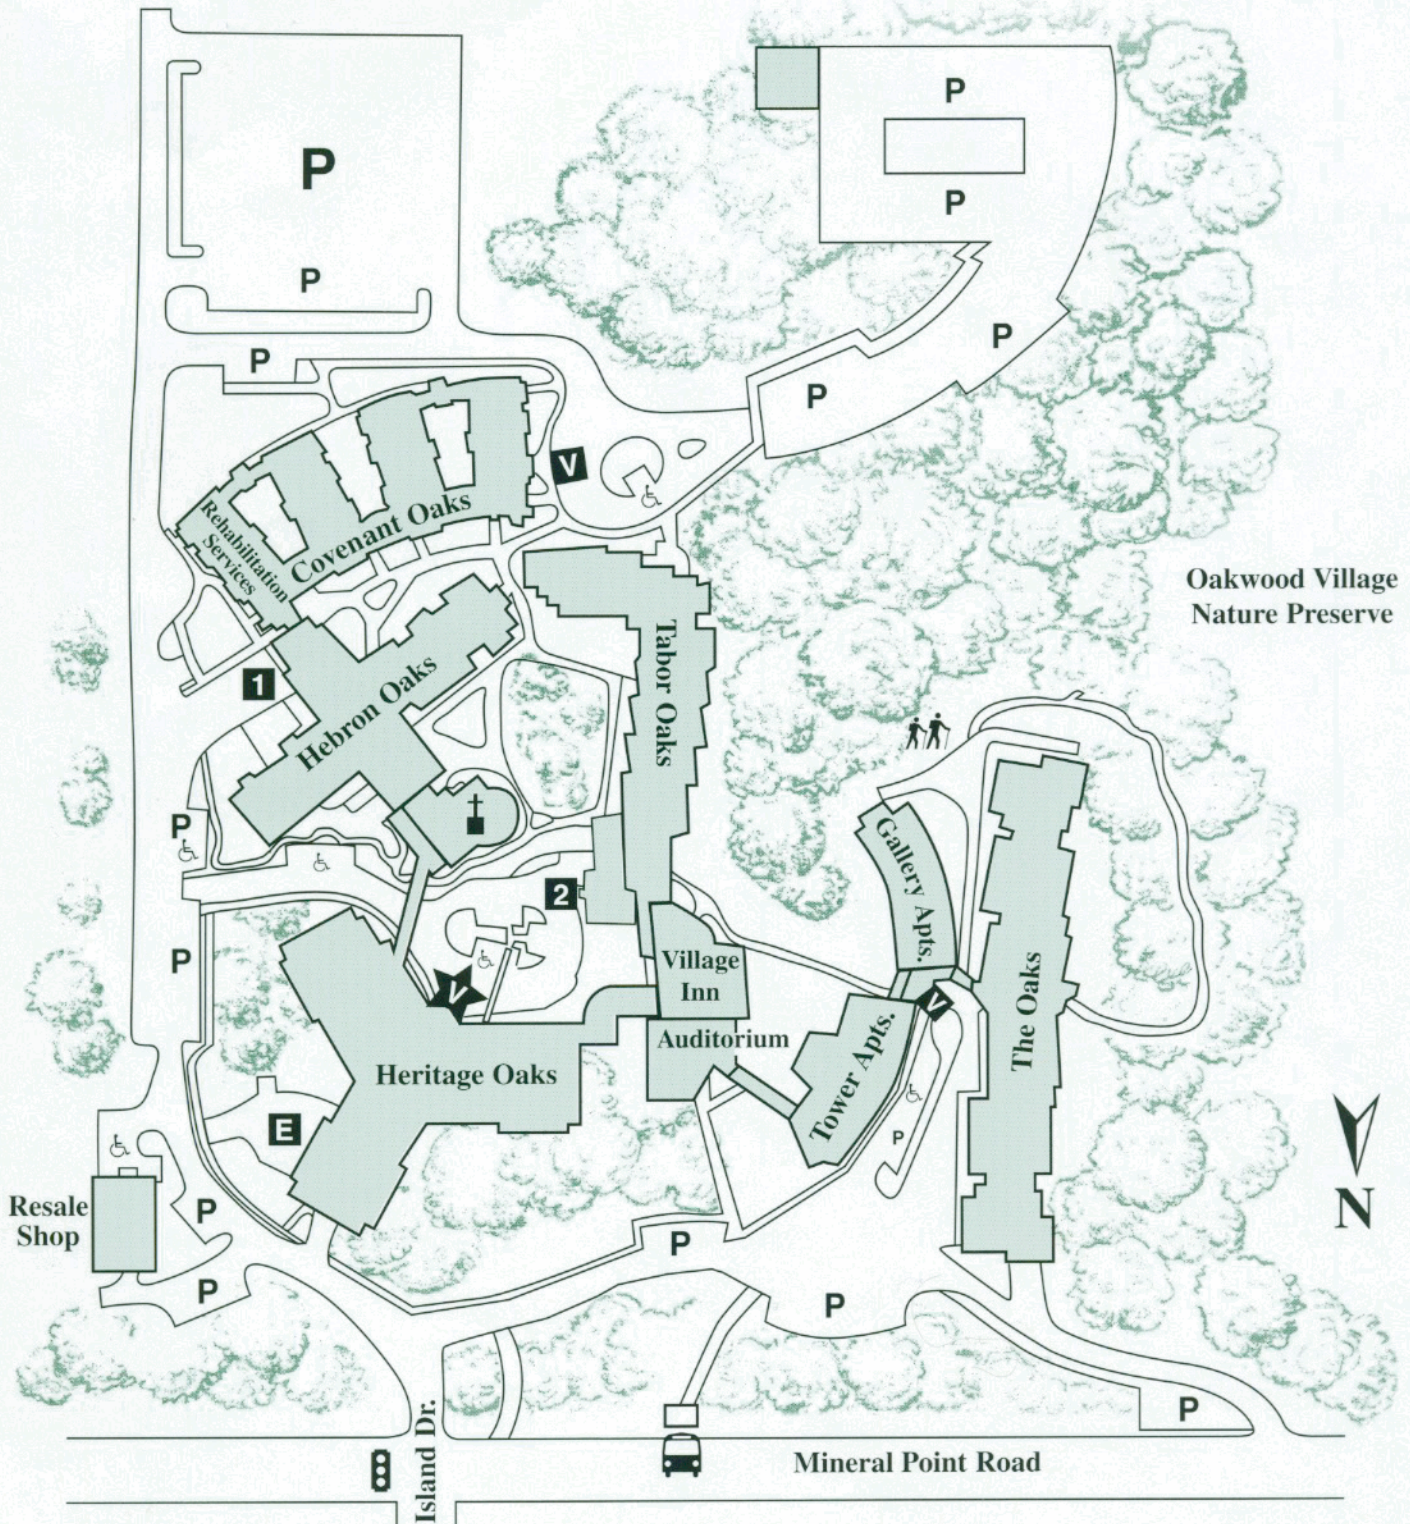 P
P
P
P
P
P
P
V
Rehabilitation
Services
Covenant Oaks
Oakwood Village
Nature Preserve
Tabor Oaks
1
Hebron Oaks
P
Gallery Apts.
2
P
Village
Inn
V
V
The Oaks
Auditorium
Heritage Oaks
Tower Apts.
E
P
N
Resale
Shop
P
P
P
P
P
Island Dr.
Mineral Point Road